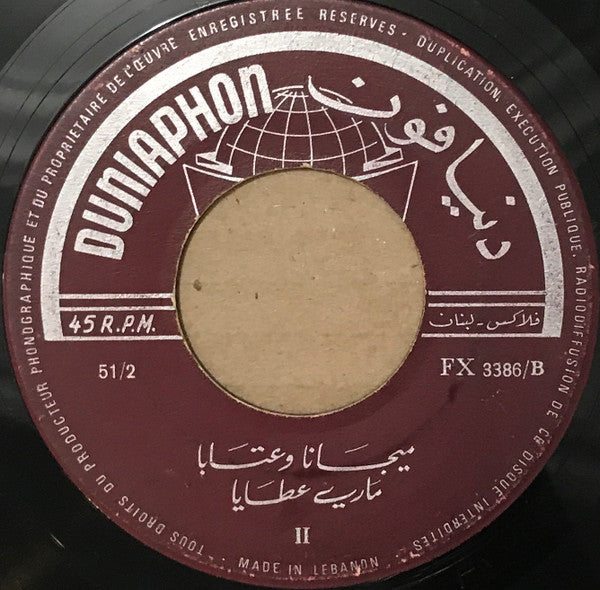 TOUS DROITS DU PRODUCTEUR PHONOGRAPHIQUE ET DU PROPRIETAIRE DE L'ŒUVRE ENREGISTREE RESERVES - DUPLICATION, EXECUTION PUBLIQUE, RADIODIFFUSION DE CE DISQUE INTERDITES
DUNIAPHON
دنيافون
45 R.P.M.
فلاكس - لبنان
51/2
FX 3386/B
ميجانا وعتابا
ماري عطايا
II
MADE IN LEBANON